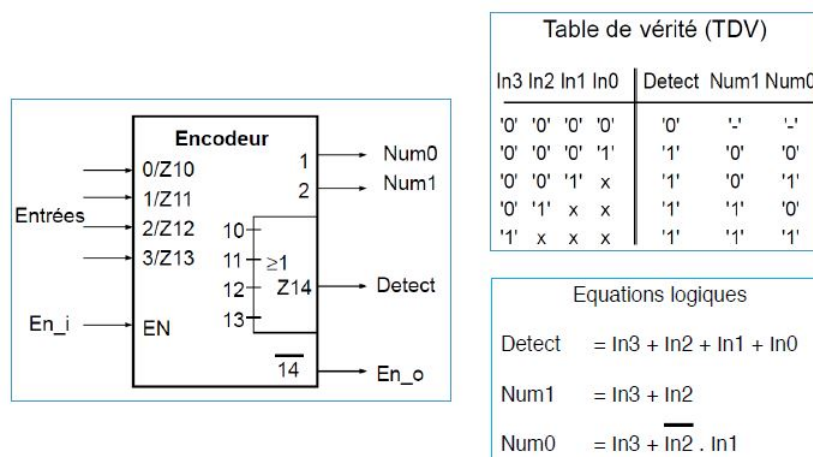 Encodeur
0/Z10
1/Z11
2/Z12
3/Z13
EN
Entrées
En_i
1
2
10
11
12
13
≥1
Z14
14
Num0
Num1
Detect
En_o
Table de vérité (TDV)
In3 In2 In1 In0 Detect Num1 Num0
'0' '0' '0' '0' '0' '-' '-'
'0' '0' '0' '1' '1' '0' '0'
'0' '0' '1' x '1' '0' '1'
'0' '1' x x '1' '1' '0'
'1' x x x '1' '1' '1'
Equations logiques
Detect = In3 + In2 + In1 + In0
Num1 = In3 + In2
Num0 = In3 + I̅n̅2̅ . In1